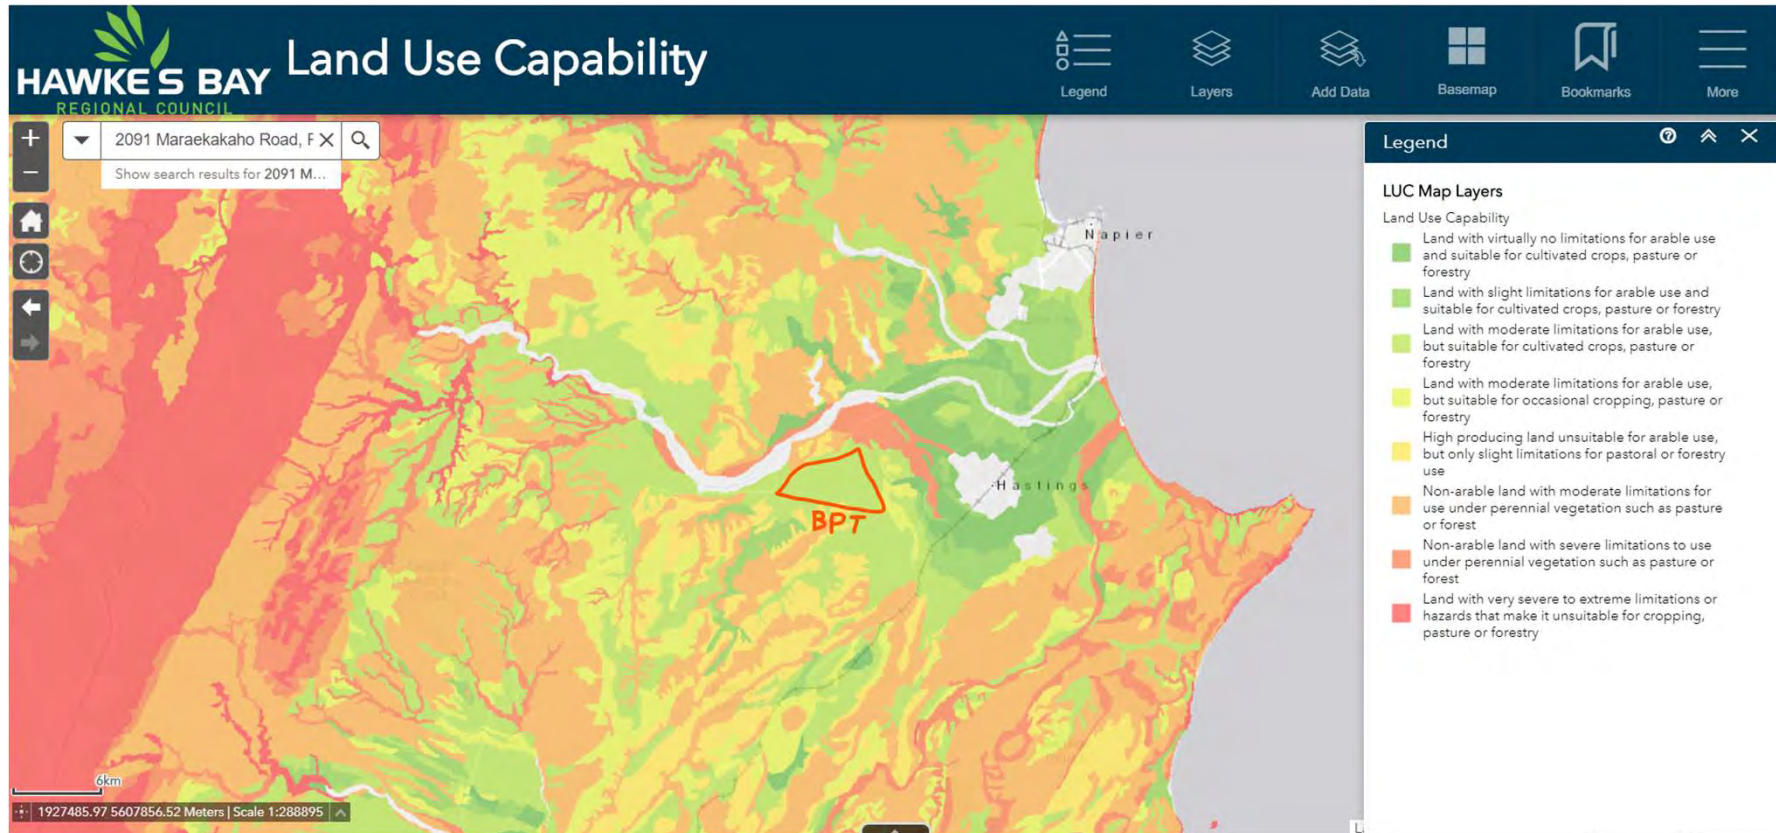 HAWKE'S BAY
REGIONAL COUNCIL
Land Use Capability
Legend
Layers
Add Data
Basemap
Bookmarks
More
+
2091 Maraekakaho Road, F
Show search results for 2091 M...
−
Napier
Hastings
BPT
6km
1927485.97 5607856.52 Meters | Scale 1:288895
Legend
LUC Map Layers
Land Use Capability
Land with virtually no limitations for arable use
and suitable for cultivated crops, pasture or
forestry
Land with slight limitations for arable use and
suitable for cultivated crops, pasture or forestry
Land with moderate limitations for arable use,
but suitable for cultivated crops, pasture or
forestry
Land with moderate limitations for arable use,
but suitable for occasional cropping, pasture or
forestry
High producing land unsuitable for arable use,
but only slight limitations for pastoral or forestry
use
Non-arable land with moderate limitations for
use under perennial vegetation such as pasture
or forest
Non-arable land with severe limitations to use
under perennial vegetation such as pasture or
forest
Land with very severe to extreme limitations or
hazards that make it unsuitable for cropping,
pasture or forestry